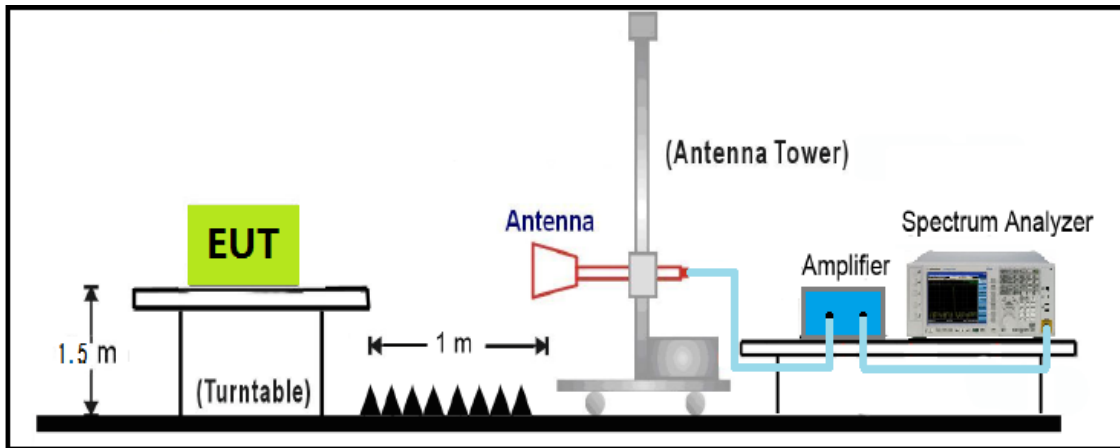 (Antenna Tower)
EUT
Antenna
Spectrum Analyzer
Amplifier
1.5 m
1 m
(Turntable)